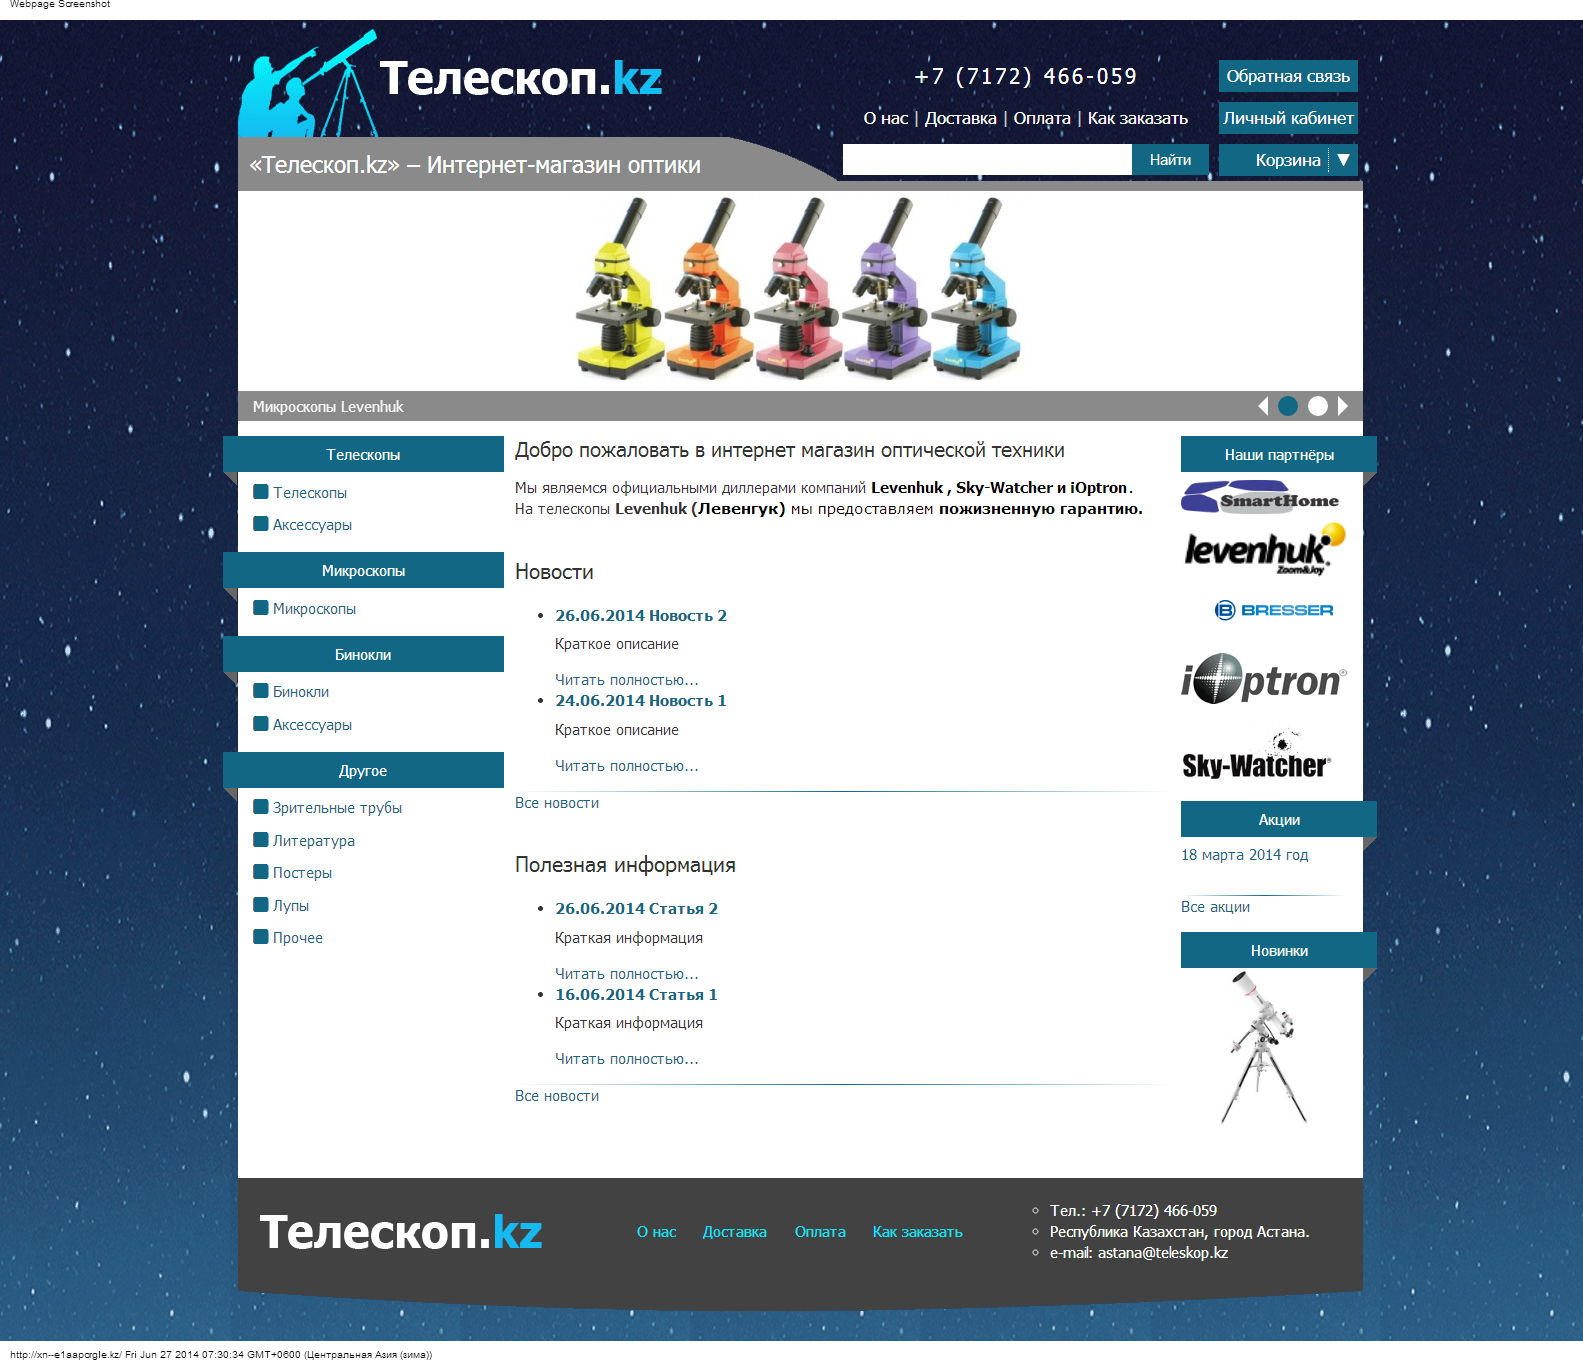 Webpage Screenshot
Телескоп.kz
+7 (7172) 466-059
Обратная связь
О нас | Доставка | Оплата | Как заказать
Личный кабинет
«Телескоп.kz» – Интернет-магазин оптики
Найти
Корзина ▼
Микроскопы Levenhuk
Телескопы
Телескопы
Аксессуары
Микроскопы
Микроскопы
Бинокли
Бинокли
Аксессуары
Другое
Зрительные трубы
Литература
Постеры
Лупы
Прочее
Добро пожаловать в интернет магазин оптической техники
Мы являемся официальными диллерами компаний Levenhuk , Sky-Watcher и iOptron.
На телескопы Levenhuk (Левенгук) мы предоставляем пожизненную гарантию.
Новости
• 26.06.2014 Новость 2
Краткое описание
Читать полностью...
• 24.06.2014 Новость 1
Краткое описание
Читать полностью...
Все новости
Полезная информация
• 26.06.2014 Статья 2
Краткая информация
Читать полностью...
• 16.06.2014 Статья 1
Краткая информация
Читать полностью...
Все новости
Наши партнёры
SmartHome
levenhuk®
Zoom&Joy
B BRESSER
iOptron®
Sky-Watcher®
Акции
18 марта 2014 год
Все акции
Новинки
Телескоп.kz
О нас Доставка Оплата Как заказать
Тел.: +7 (7172) 466-059
Республика Казахстан, город Астана.
e-mail: astana@teleskop.kz
http://xn--e1aapcrgle.kz/ Fri Jun 27 2014 07:30:34 GMT+0600 (Центральная Азия (зима))